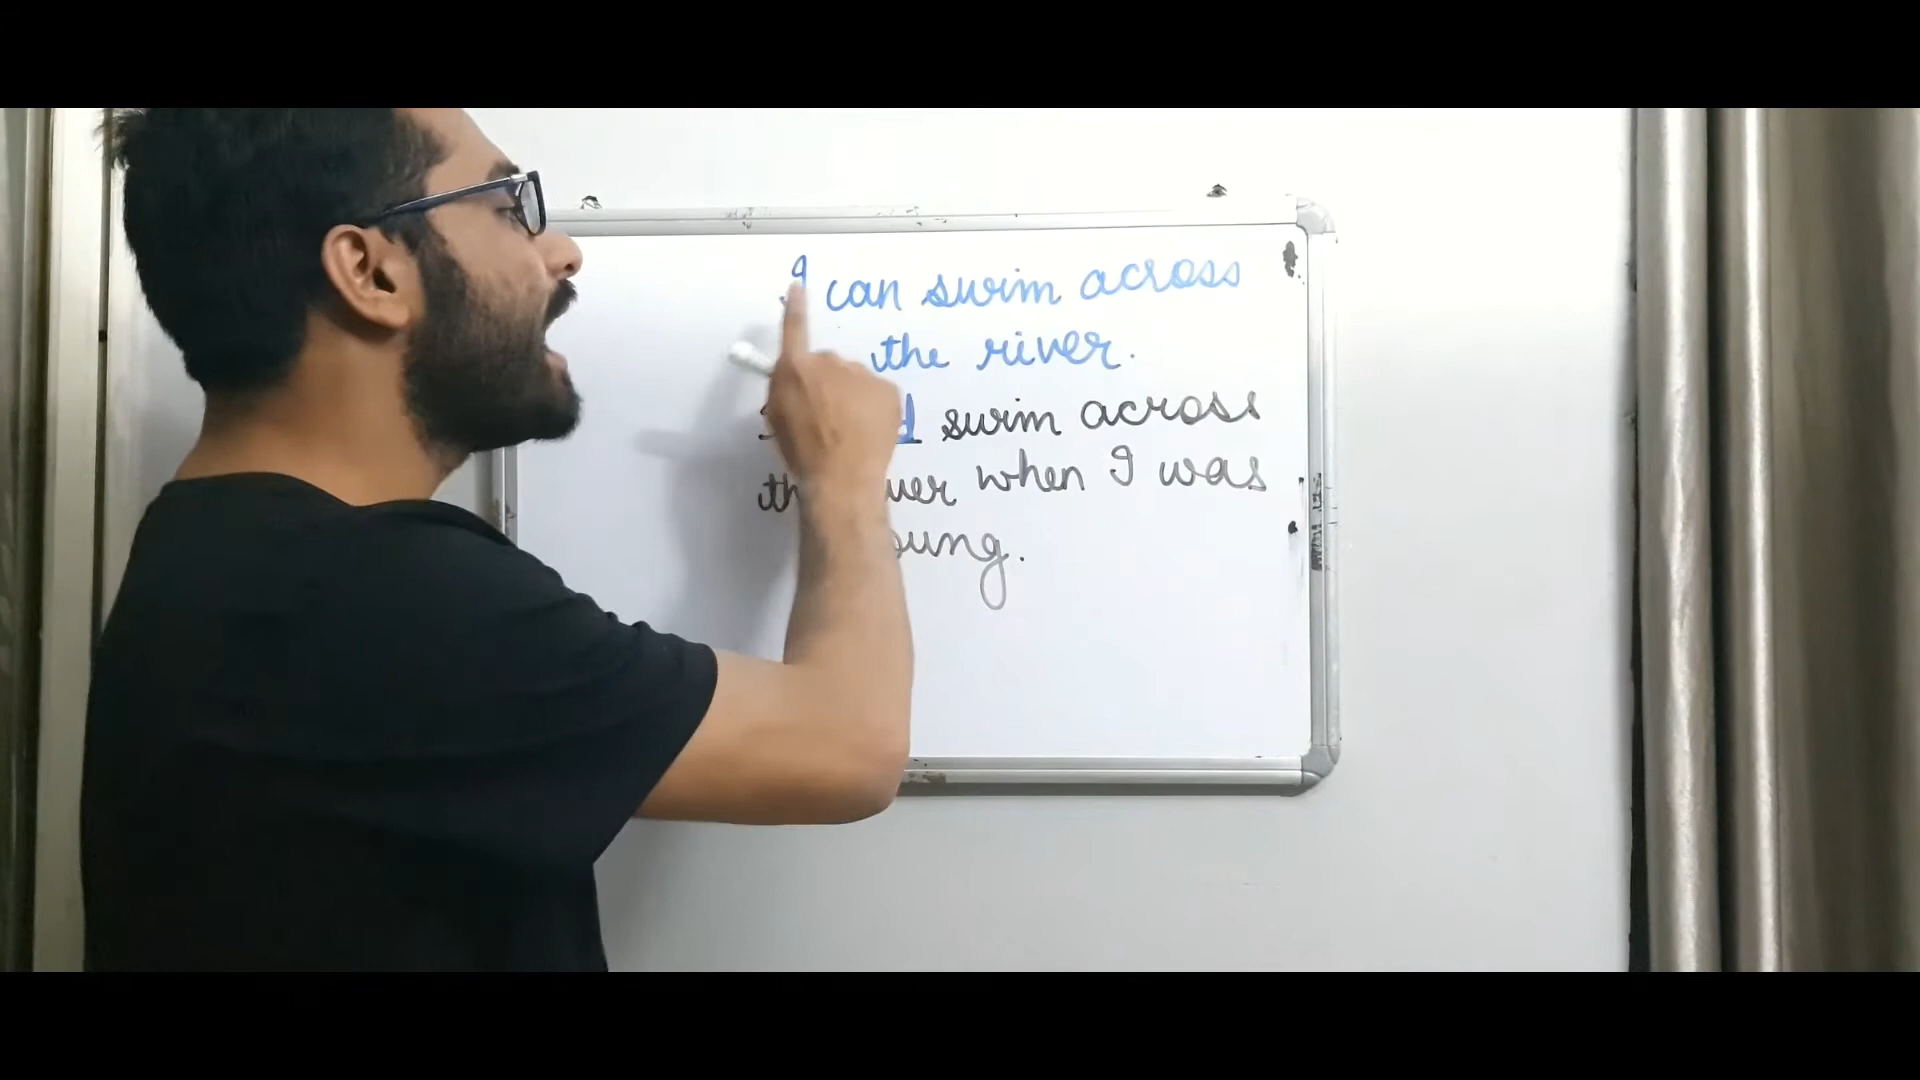 I can swim across
the river.
swim across
when I was